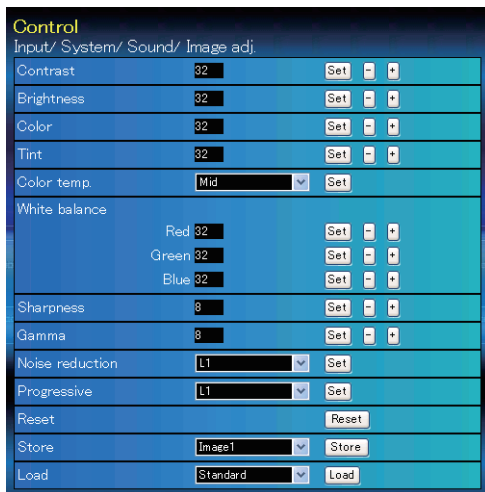 Control
Input/ System/ Sound/ Image adj.
Contrast 32 Set - +
Brightness 32 Set - +
Color 32 Set - +
Tint 32 Set - +
Color temp. Mid Set
White balance
Red 32 Set - +
Green 32 Set - +
Blue 32 Set - +
Sharpness 8 Set - +
Gamma 8 Set - +
Noise reduction L1 Set
Progressive L1 Set
Reset Reset
Store Image1 Store
Load Standard Load